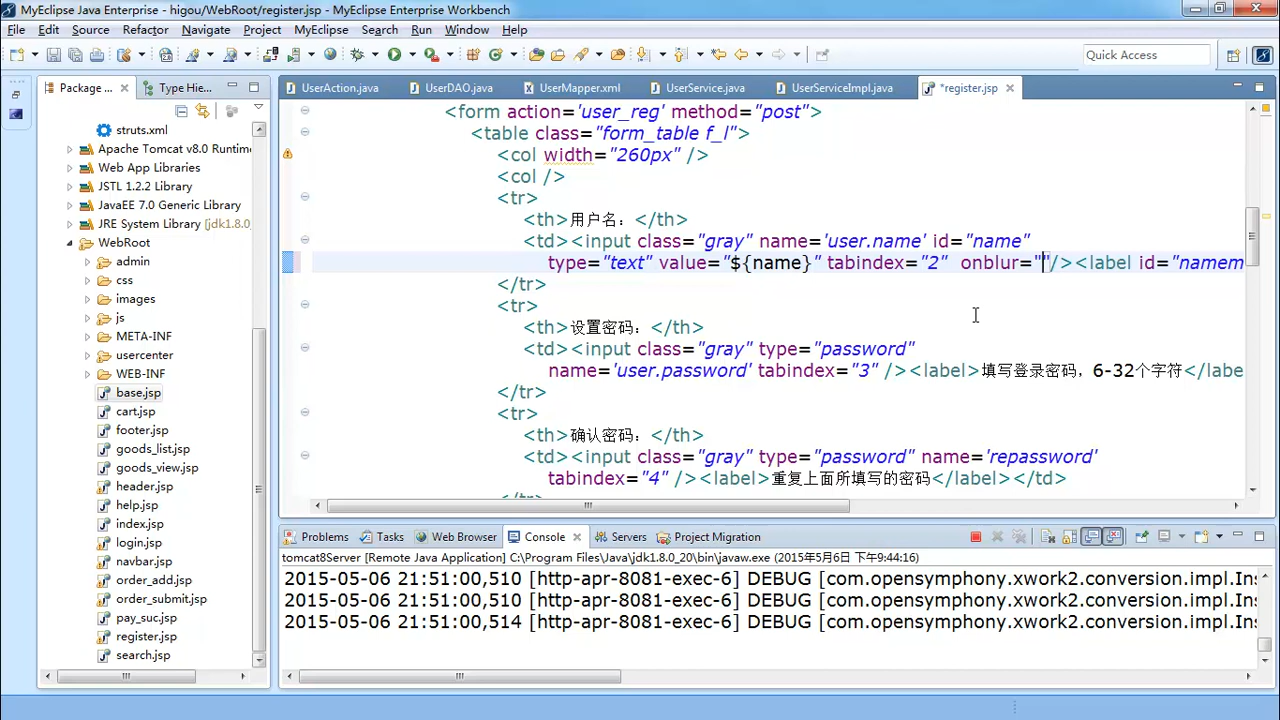 MyEclipse Java Enterprise - higou/WebRoot/register.jsp - MyEclipse Enterprise Workbench
File Edit Source Refactor Navigate Project MyEclipse Search Run Window Help
Quick Access
Package ... Type Hie...
UserAction.java UserDAO.java UserMapper.xml UserService.java UserServiceImpl.java *register.jsp
struts.xml
Apache Tomcat v8.0 Runtime
Web App Libraries
JSTL 1.2.2 Library
JavaEE 7.0 Generic Library
JRE System Library [jdk1.8.0_
WebRoot
admin
css
images
js
META-INF
usercenter
WEB-INF
base.jsp
cart.jsp
footer.jsp
goods_list.jsp
goods_view.jsp
header.jsp
help.jsp
index.jsp
login.jsp
navbar.jsp
order_add.jsp
order_submit.jsp
pay_suc.jsp
register.jsp
search.jsp
<form action='user_reg' method="post">
<table class="form_table f_l">
<col width="260px" />
<col />
<tr>
<th>用户名：</th>
<td><input class="gray" name='user.name' id="name"
type="text" value="${name}" tabindex="2" onblur=""/><label id="namem
</tr>
<tr>
<th>设置密码：</th>
<td><input class="gray" type="password"
name='user.password' tabindex="3" /><label>填写登录密码，6-32个字符</labe
</tr>
<tr>
<th>确认密码：</th>
<td><input class="gray" type="password" name='repassword'
tabindex="4" /><label>重复上面所填写的密码</label></td>
</tr>
Problems Tasks Web Browser Console Servers Project Migration
tomcat8Server [Remote Java Application] C:\Program Files\Java\jdk1.8.0_20\bin\javaw.exe (2015年5月6日 下午9:44:16)
2015-05-06 21:51:00,510 [http-apr-8081-exec-6] DEBUG [com.opensymphony.xwork2.conversion.impl.Ins
2015-05-06 21:51:00,510 [http-apr-8081-exec-6] DEBUG [com.opensymphony.xwork2.conversion.impl.Ins
2015-05-06 21:51:00,514 [http-apr-8081-exec-6] DEBUG [com.opensymphony.xwork2.conversion.impl.Ins